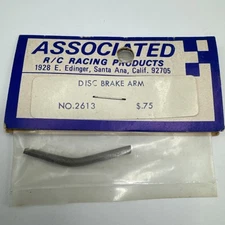 ASSOCIATED
R/C RACING PRODUCTS
1928 E. Edinger, Santa Ana, Calif. 92705
DISC BRAKE ARM
NO.2613 $.75